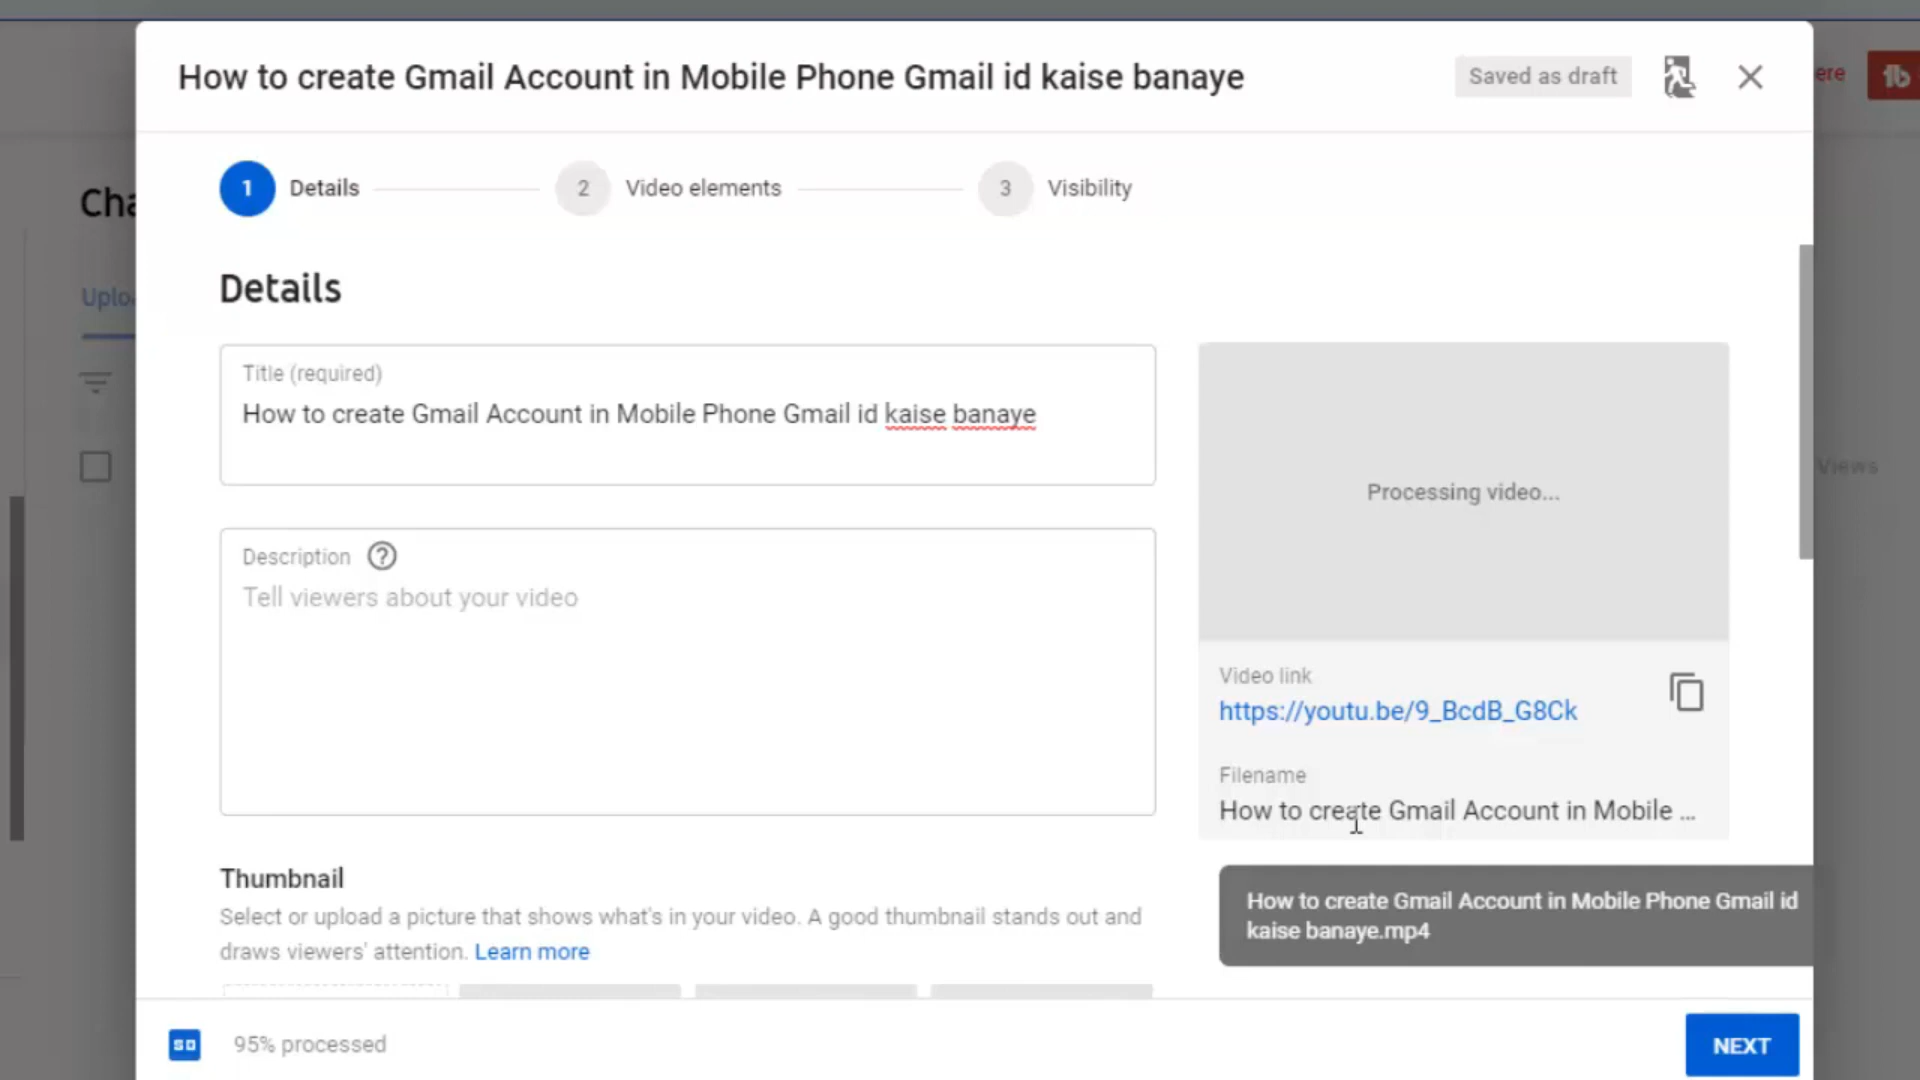 How to create Gmail Account in Mobile Phone Gmail id kaise banaye
Saved as draft
ere
Cha
1 Details
2 Video elements
3 Visibility
Uplo
Details
Title (required)
How to create Gmail Account in Mobile Phone Gmail id kaise banaye
Views
Processing video...
Description ?
Tell viewers about your video
Video link
https://youtu.be/9_BcdB_G8Ck
Filename
How to create Gmail Account in Mobile ...
Thumbnail
Select or upload a picture that shows what's in your video. A good thumbnail stands out and
draws viewers' attention. Learn more
How to create Gmail Account in Mobile Phone Gmail id
kaise banaye.mp4
SD 95% processed
NEXT